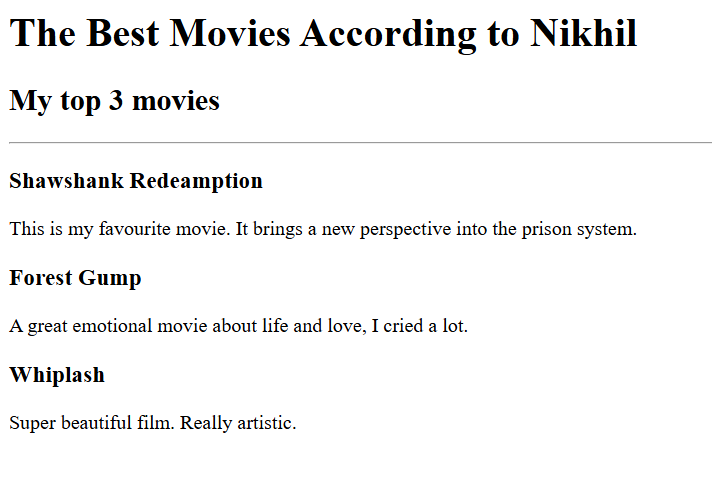 The Best Movies According to Nikhil
My top 3 movies
Shawshank Redeamption
This is my favourite movie. It brings a new perspective into the prison system.
Forest Gump
A great emotional movie about life and love, I cried a lot.
Whiplash
Super beautiful film. Really artistic.